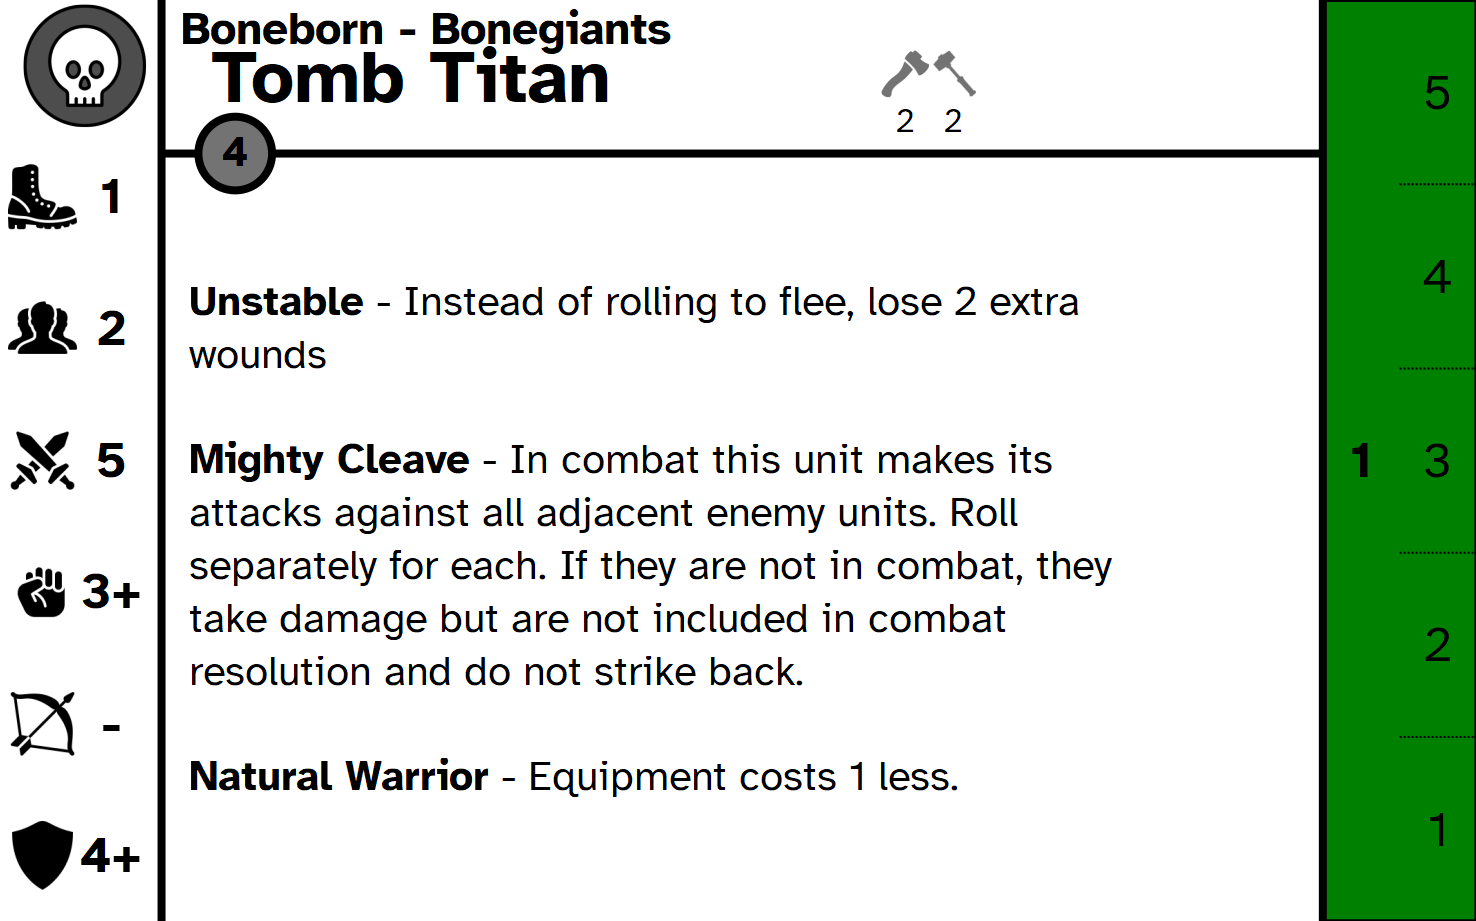 Boneborn - Bonegiants
Tomb Titan
2 2
4
1
2
5
3+
-
4+
Unstable - Instead of rolling to flee, lose 2 extra
wounds
Mighty Cleave - In combat this unit makes its
attacks against all adjacent enemy units. Roll
separately for each. If they are not in combat, they
take damage but are not included in combat
resolution and do not strike back.
Natural Warrior - Equipment costs 1 less.
5
4
1 3
2
1